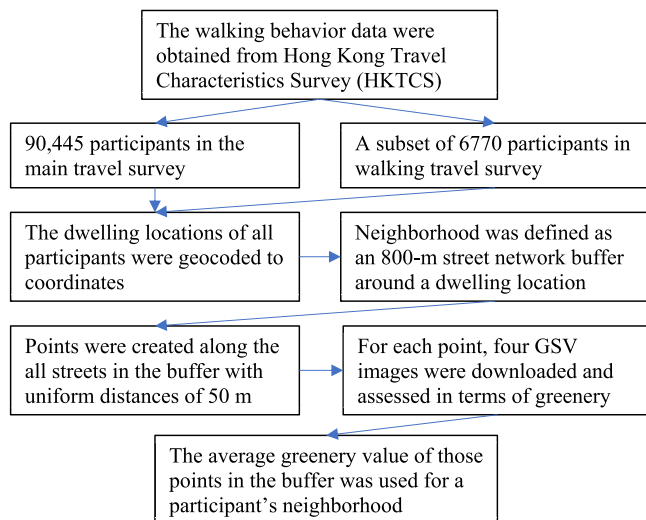 The walking behavior data were
obtained from Hong Kong Travel
Characteristics Survey (HKTCS)
90,445 participants in the
main travel survey
A subset of 6770 participants in
walking travel survey
The dwelling locations of all
participants were geocoded to
coordinates
Neighborhood was defined as
an 800-m street network buffer
around a dwelling location
Points were created along the
all streets in the buffer with
uniform distances of 50 m
For each point, four GSV
images were downloaded and
assessed in terms of greenery
The average greenery value of those
points in the buffer was used for a
participant's neighborhood